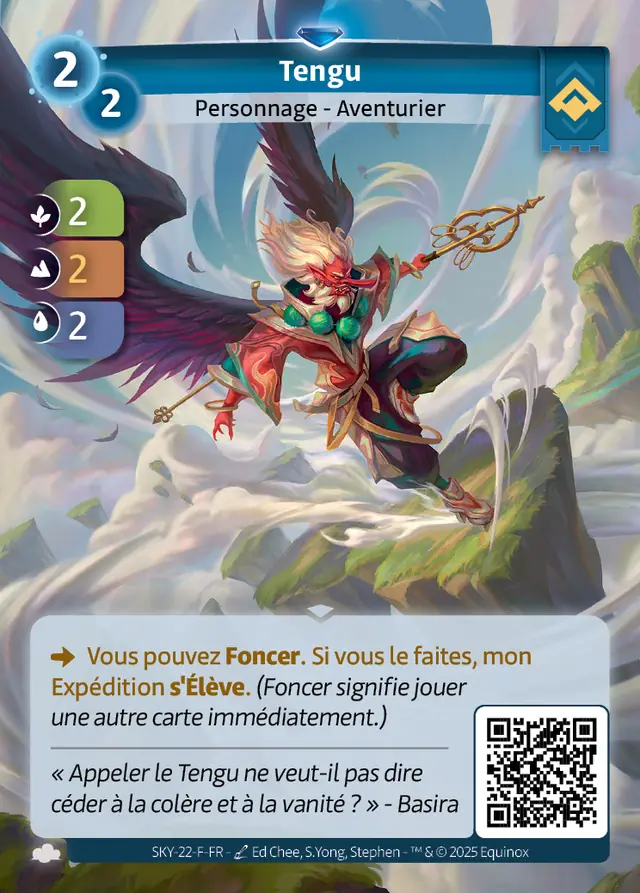 2
2
Tengu
Personnage - Aventurier
2
2
2
Vous pouvez Foncer. Si vous le faites, mon
Expédition s'Élève. (Foncer signifie jouer
une autre carte immédiatement.)
« Appeler le Tengu ne veut-il pas dire
céder à la colère et à la vanité ? » - Basira
SKY-22-F-FR - Ed Chee, S.Yong, Stephen - ™ & © 2025 Equinox